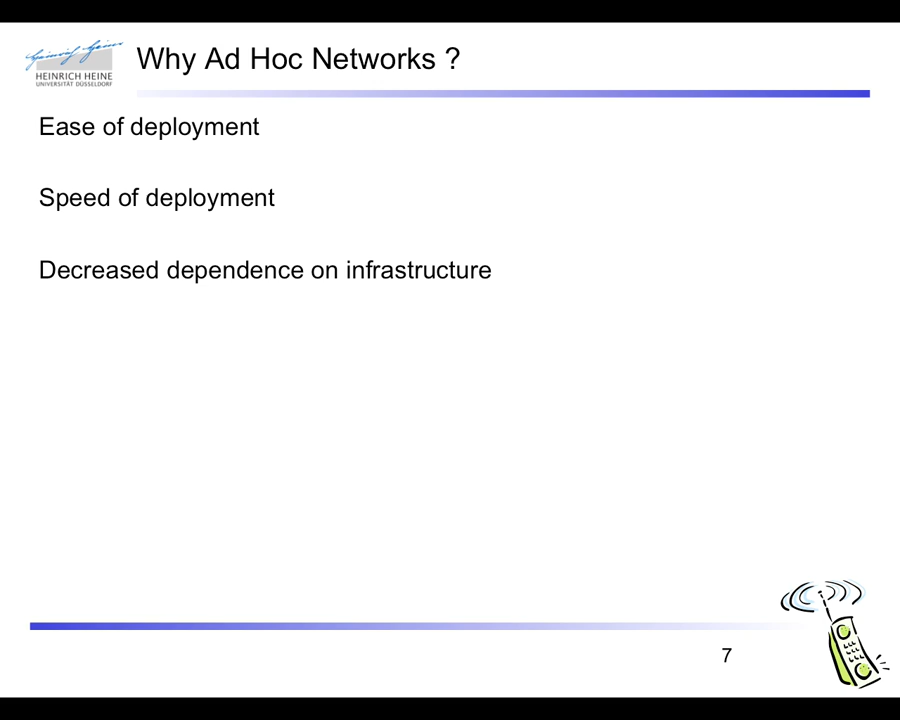 HEINRICH HEINE
UNIVERSITÄT DÜSSELDORF
Why Ad Hoc Networks ?
Ease of deployment
Speed of deployment
Decreased dependence on infrastructure
7